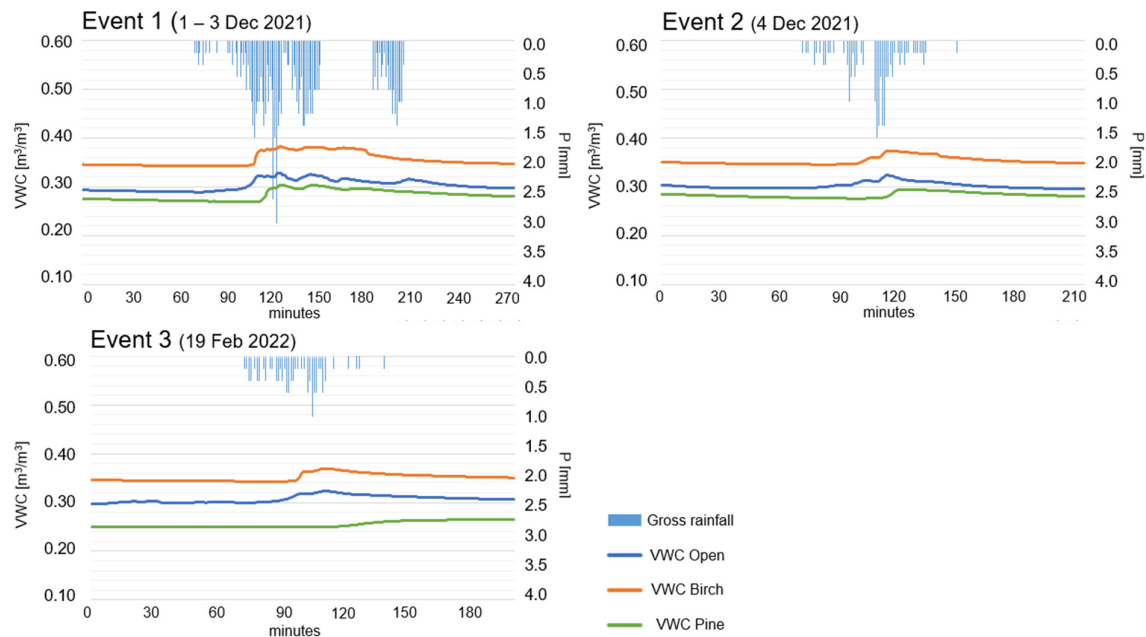 Event 1 (1 – 3 Dec 2021)
0.60
0.50
0.40
0.30
0.20
0.10
VWC [m³/m³]
0.0
0.5
1.0
1.5
2.0
2.5
3.0
3.5
4.0
P [mm]
0 30 60 90 120 150 180 210 240 270
minutes
Event 2 (4 Dec 2021)
0.60
0.50
0.40
0.30
0.20
0.10
VWC [m³/m³]
0.0
0.5
1.0
1.5
2.0
2.5
3.0
3.5
4.0
P [mm]
0 30 60 90 120 150 180 210
minutes
Event 3 (19 Feb 2022)
0.60
0.50
0.40
0.30
0.20
0.10
VWC [m³/m³]
0.0
0.5
1.0
1.5
2.0
2.5
3.0
3.5
4.0
P [mm]
0 30 60 90 120 150 180
minutes
Gross rainfall
VWC Open
VWC Birch
VWC Pine